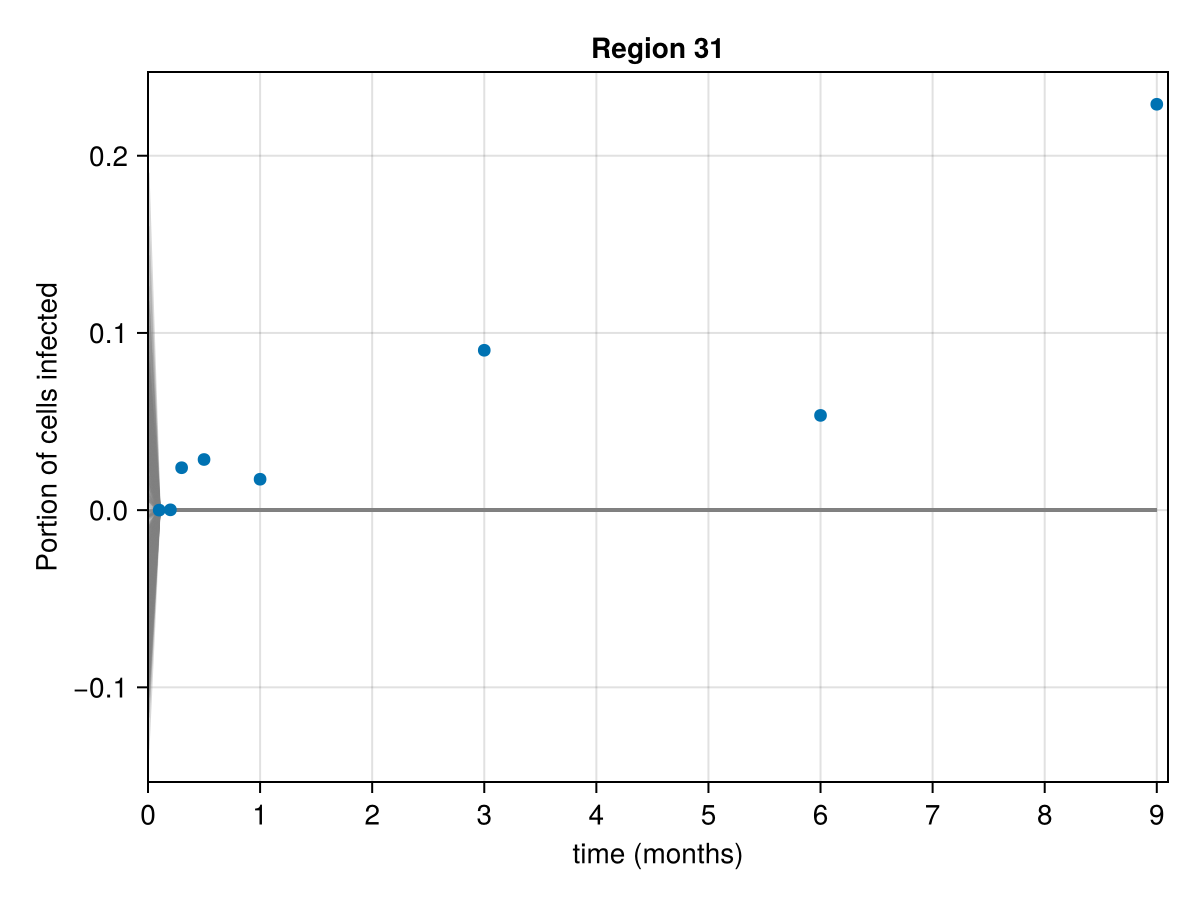 Region 31
Portion of cells infected
0.2
0.1
0.0
−0.1
0 1 2 3 4 5 6 7 8 9
time (months)